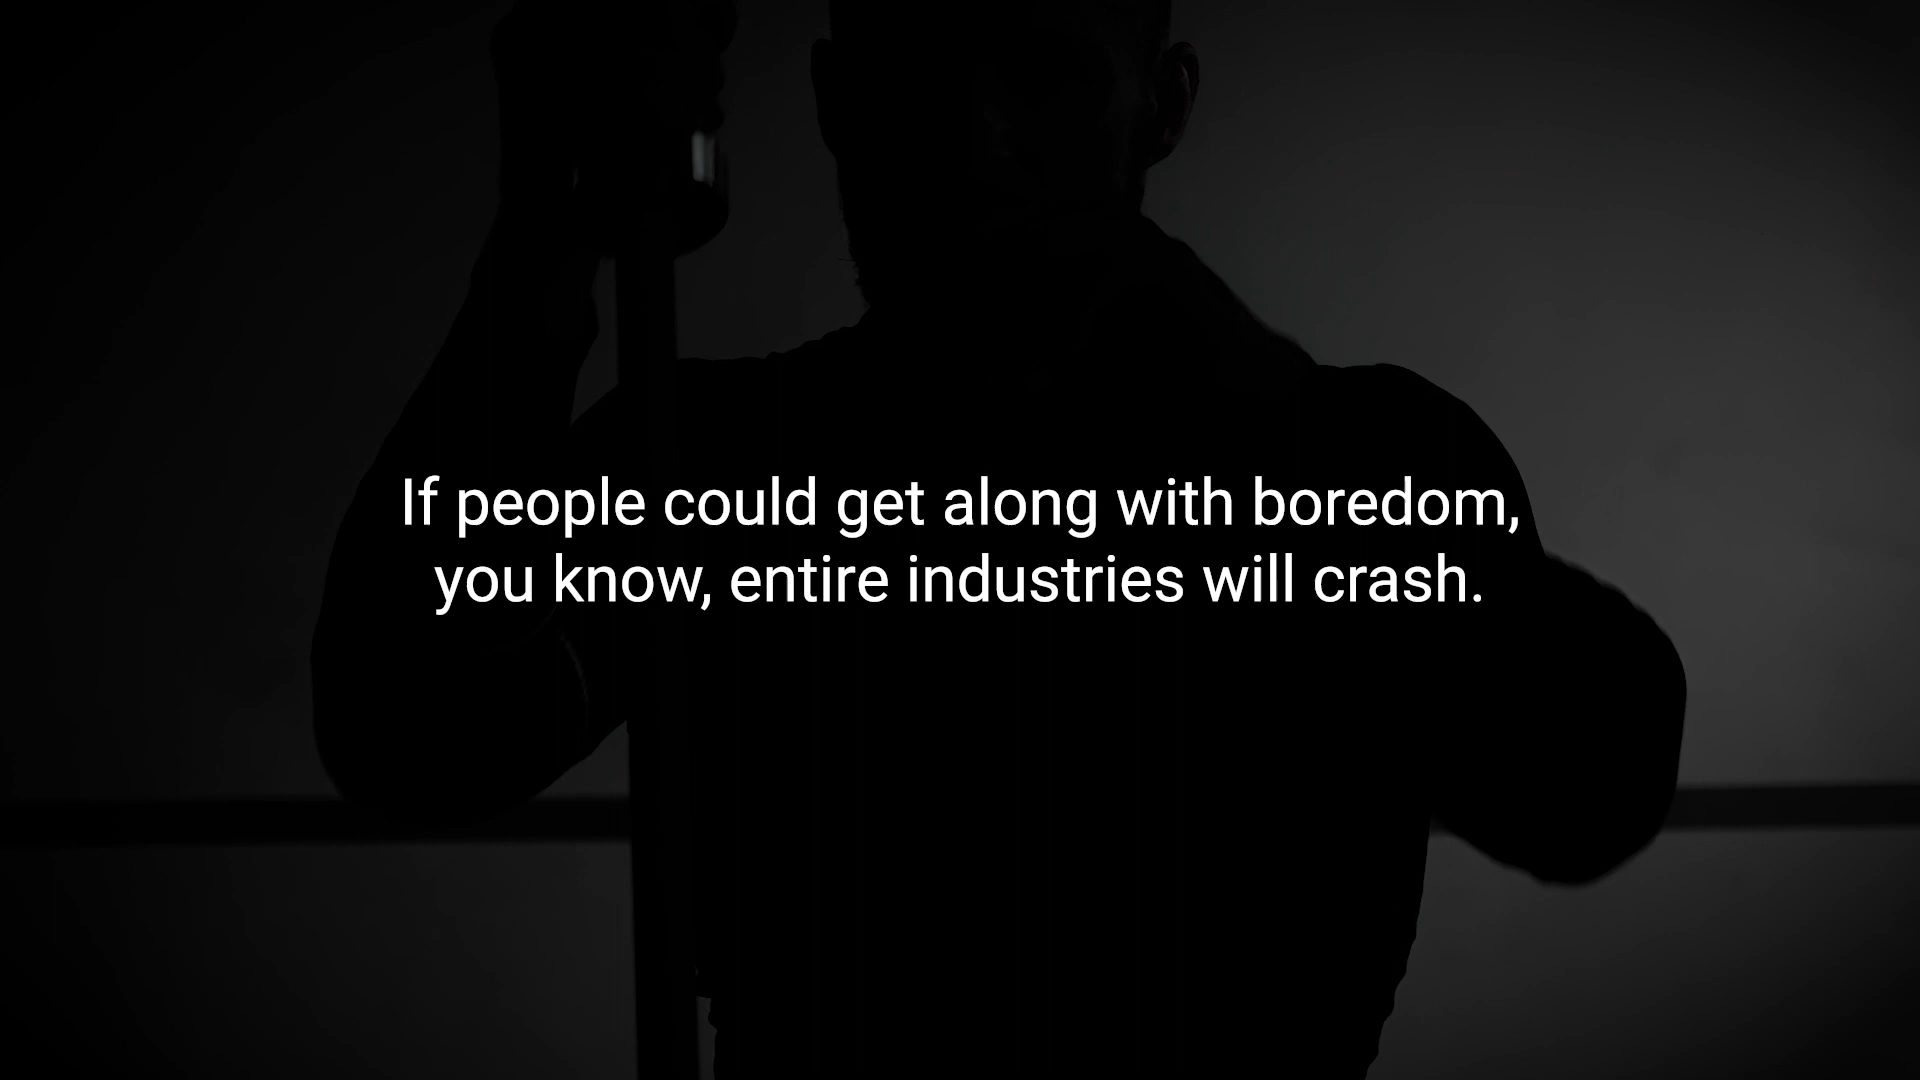 If people could get along with boredom,
you know, entire industries will crash.